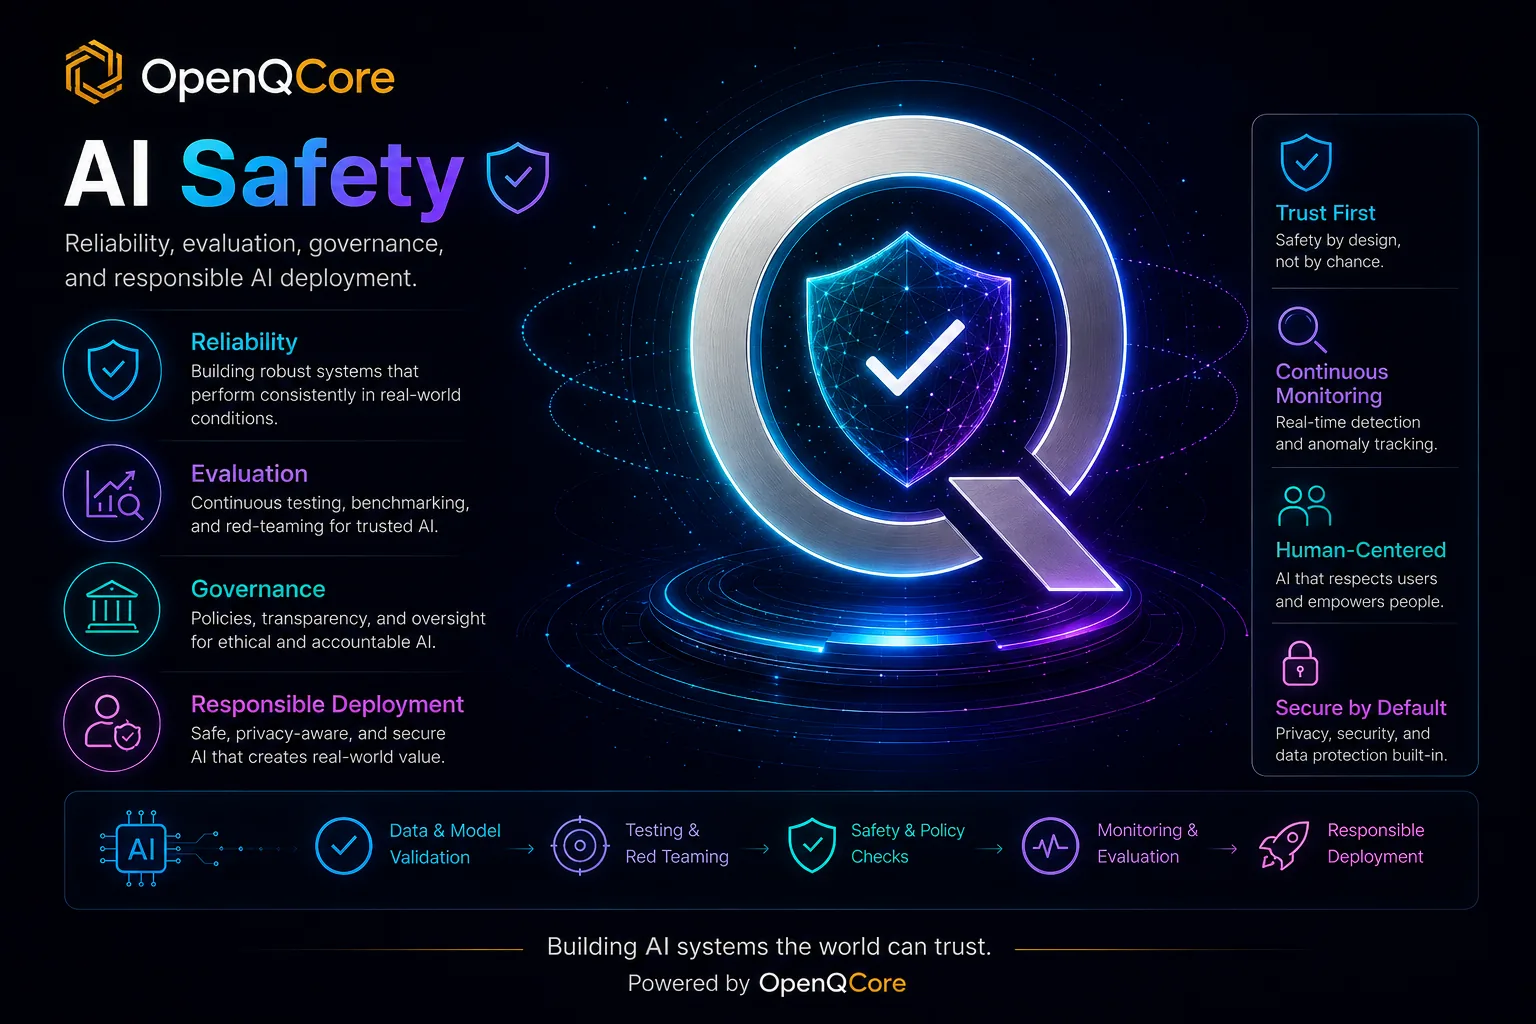 OpenQCore
AI Safety
Reliability, evaluation, governance,
and responsible AI deployment.
Reliability
Building robust systems that
perform consistently in real-world
conditions.
Evaluation
Continuous testing, benchmarking,
and red-teaming for trusted AI.
Governance
Policies, transparency, and oversight
for ethical and accountable AI.
Responsible Deployment
Safe, privacy-aware, and secure
AI that creates real-world value.
Trust First
Safety by design,
not by chance.
Continuous
Monitoring
Real-time detection
and anomaly tracking.
Human-Centered
AI that respects users
and empowers people.
Secure by Default
Privacy, security, and
data protection built-in.
AI
Data & Model
Validation
Testing &
Red Teaming
Safety & Policy
Checks
Monitoring &
Evaluation
Responsible
Deployment
Building AI systems the world can trust.
Powered by OpenQCore